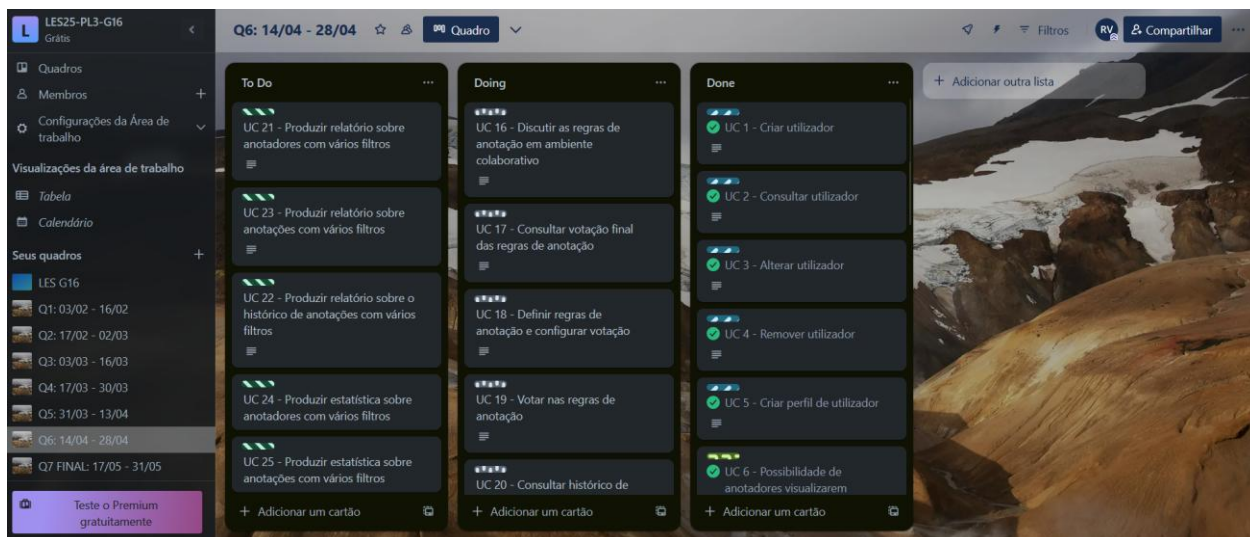 L
LES25-PL3-G16
Grátis
Quadros
Membros
Configurações da Área de
trabalho
Visualizações da área de trabalho
Tabela
Calendário
Seus quadros
LES G16
Q1: 03/02 - 16/02
Q2: 17/02 - 02/03
Q3: 03/03 - 16/03
Q4: 17/03 - 30/03
Q5: 31/03 - 13/04
Q6: 14/04 - 28/04
Q7 FINAL: 17/05 - 31/05
Teste o Premium
gratuitamente
Q6: 14/04 - 28/04
Quadro
Filtros
RV
Compartilhar
To Do
UC 21 - Produzir relatório sobre
anotadores com vários filtros
UC 23 - Produzir relatório sobre
anotações com vários filtros
UC 22 - Produzir relatório sobre o
histórico de anotações com vários
filtros
UC 24 - Produzir estatística sobre
anotadores com vários filtros
UC 25 - Produzir estatística sobre
anotações com vários filtros
+ Adicionar um cartão
Doing
UC 16 - Discutir as regras de
anotação em ambiente
colaborativo
UC 17 - Consultar votação final
das regras de anotação
UC 18 - Definir regras de
anotação e configurar votação
UC 19 - Votar nas regras de
anotação
UC 20 - Consultar histórico de
+ Adicionar um cartão
Done
UC 1 - Criar utilizador
UC 2 - Consultar utilizador
UC 3 - Alterar utilizador
UC 4 - Remover utilizador
UC 5 - Criar perfil de utilizador
UC 6 - Possibilidade de
anotadores visualizarem
+ Adicionar um cartão
+ Adicionar outra lista